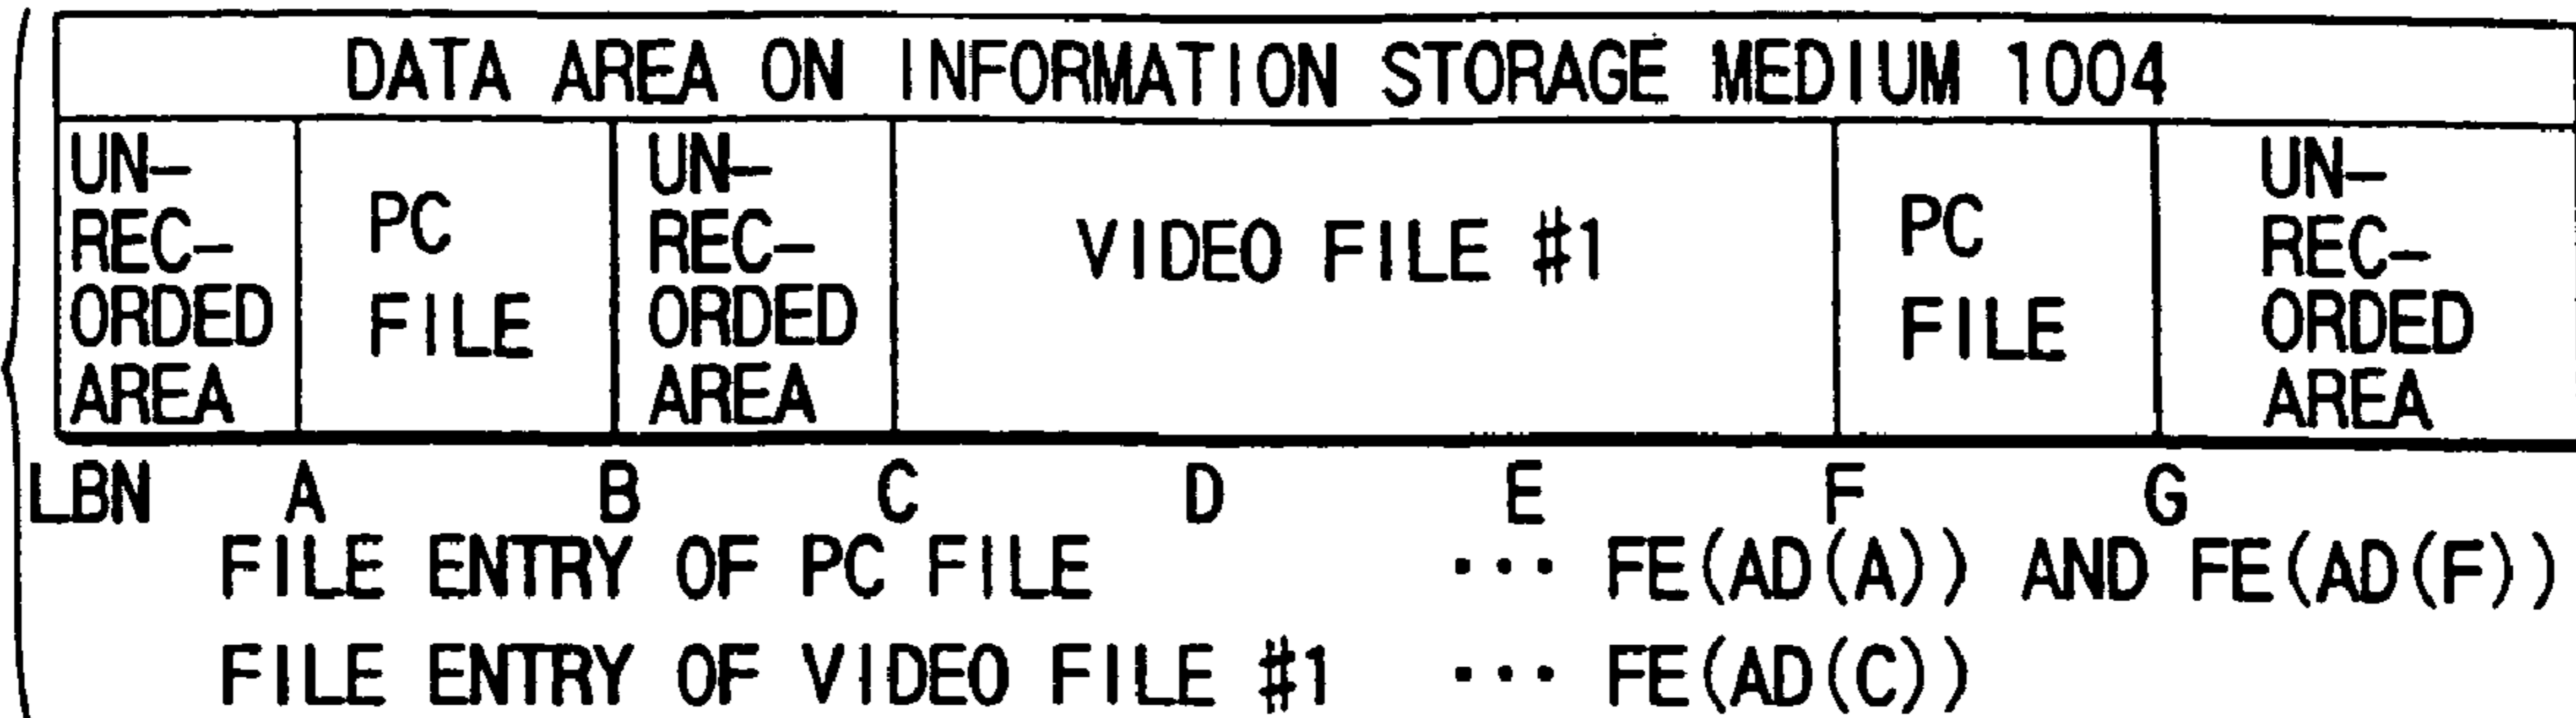 DATA AREA ON INFORMATION STORAGE MEDIUM 1004
UN-
REC-
ORDED
AREA
PC
FILE
UN-
REC-
ORDED
AREA
VIDEO FILE #1
PC
FILE
UN-
REC-
ORDED
AREA
LBN A B C D E F G
FILE ENTRY OF PC FILE ··· FE(AD(A)) AND FE(AD(F))
FILE ENTRY OF VIDEO FILE #1 ··· FE(AD(C))